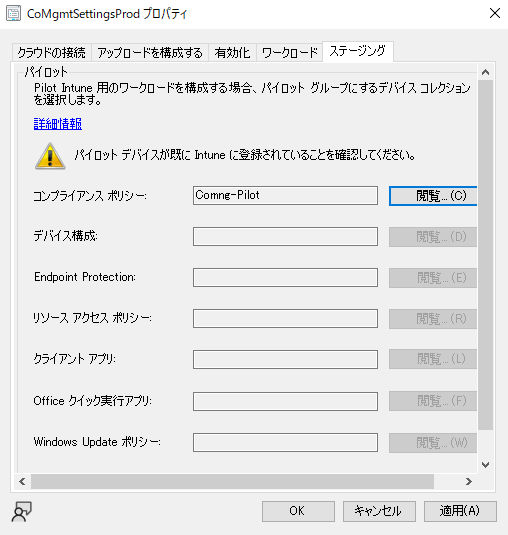 CoMgmtSettingsProd プロパティ
クラウドの接続 アップロードを構成する 有効化 ワークロード ステージング
パイロット
Pilot Intune 用のワークロードを構成する場合、パイロット グループにするデバイス コレクション
を選択します。
詳細情報
パイロット デバイスが既に Intune に登録されていることを確認してください。
コンプライアンス ポリシー: Comng-Pilot 閲覧...(C)
デバイス構成: 閲覧...(D)
Endpoint Protection: 閲覧...(E)
リソース アクセス ポリシー: 閲覧...(R)
クライアント アプリ: 閲覧...(L)
Office クイック実行アプリ: 閲覧...(F)
Windows Update ポリシー: 閲覧...(W)
OK キャンセル 適用(A)